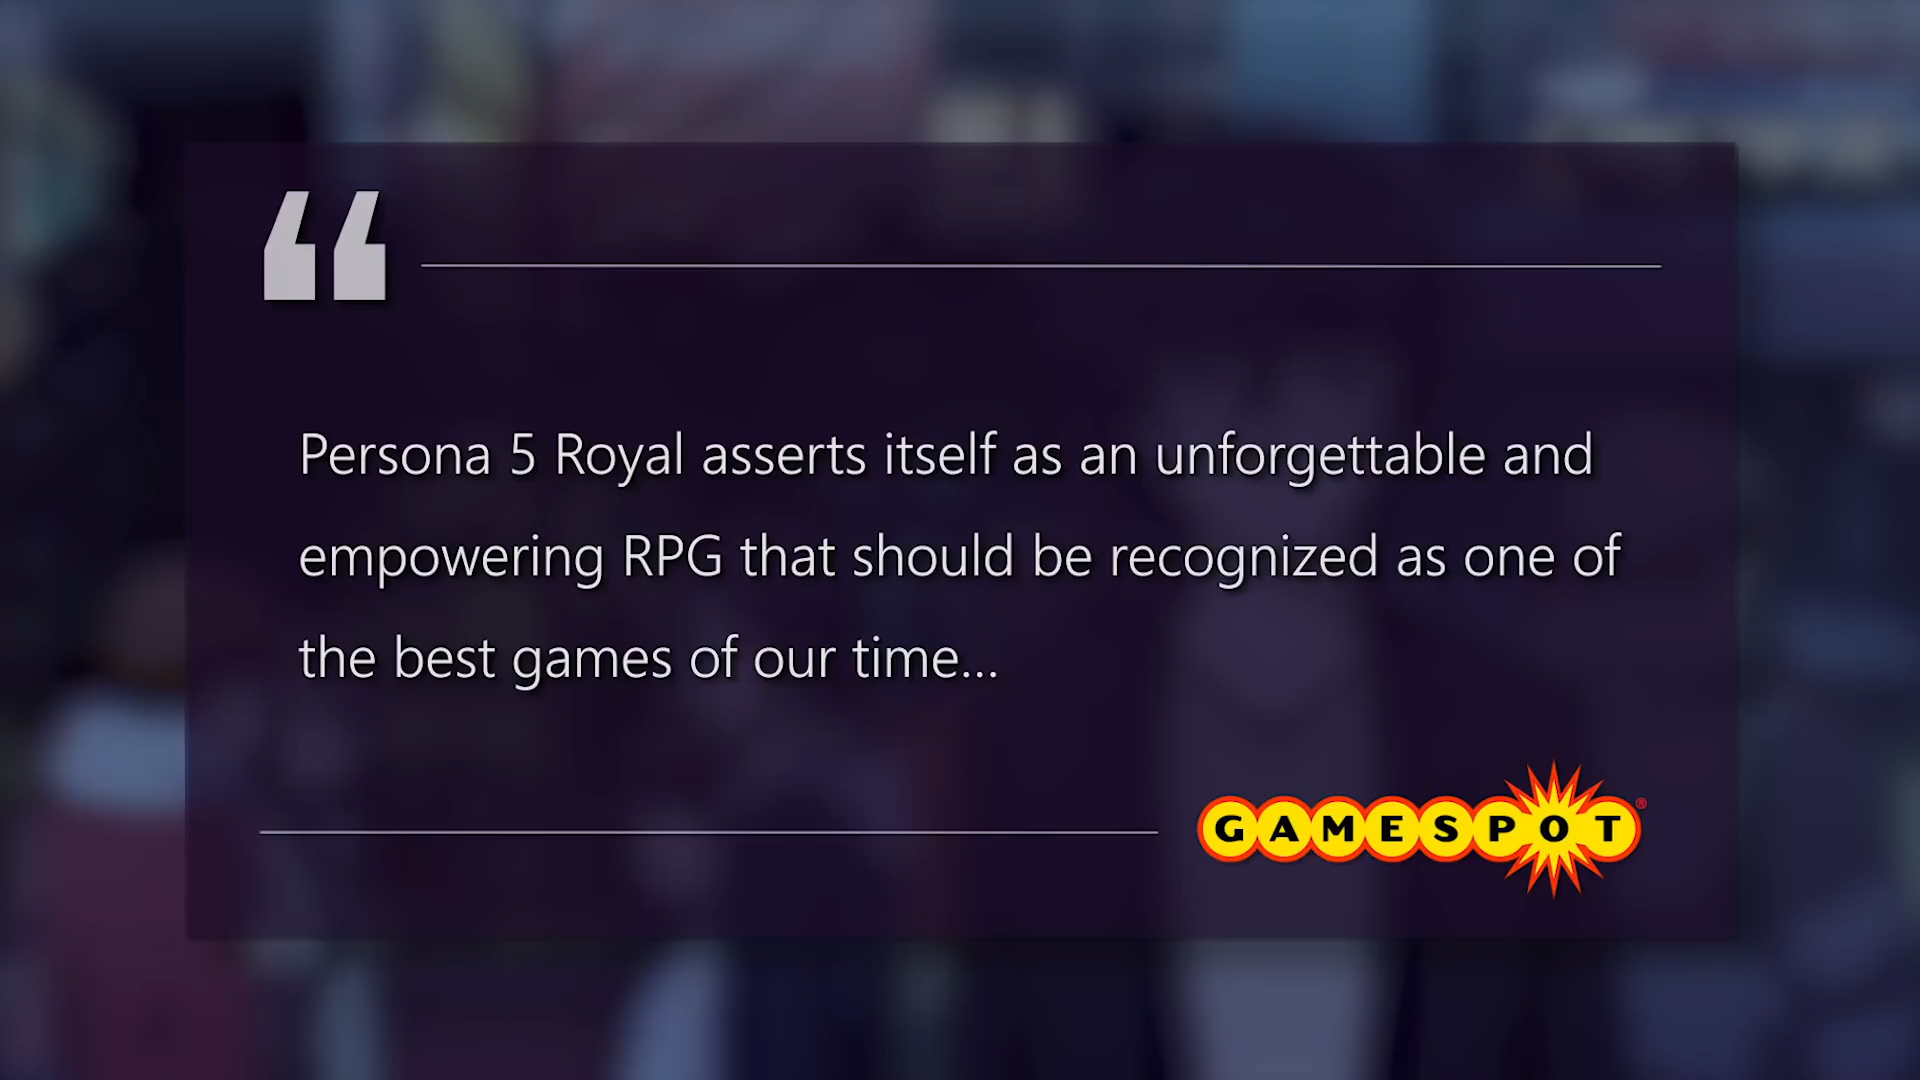 “
Persona 5 Royal asserts itself as an unforgettable and
empowering RPG that should be recognized as one of
the best games of our time...
GAMESPOT®